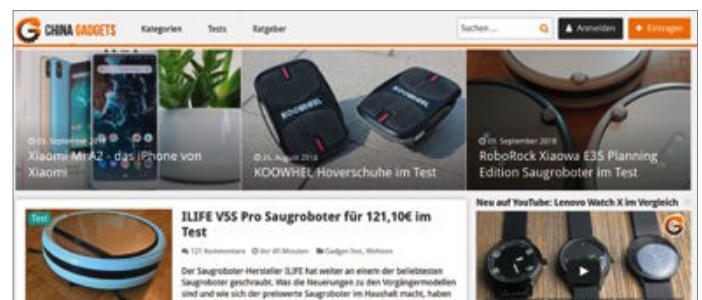 CHINA GADGETS
Kategorien
Tests
Ratgeber
Suchen ...
Anmelden
Eintragen
03. September 2018
Xiaomi Mi A2 - das iPhone von
Xiaomi
KOOWHEL
25. August 2018
KOOWHEL Hoverschuhe im Test
01. September 2018
RoboRock Xiaowa E35 Planning
Edition Saugroboter im Test
Test
ILIFE V5S Pro Saugroboter für 121,10€ im
Test
121 Kommentare Vor 40 Minuten Gadget-Test, Wohnen
Der Saugroboter-Hersteller ILIFE hat weiter an einem der beliebtesten
Saugroboter geschraubt. Was die Neuerungen zu den Vorgängermodellen
sind und wie sich der preiswerte Saugroboter im Haushalt macht, haben
Neu auf YouTube: Lenovo Watch X im Vergleich